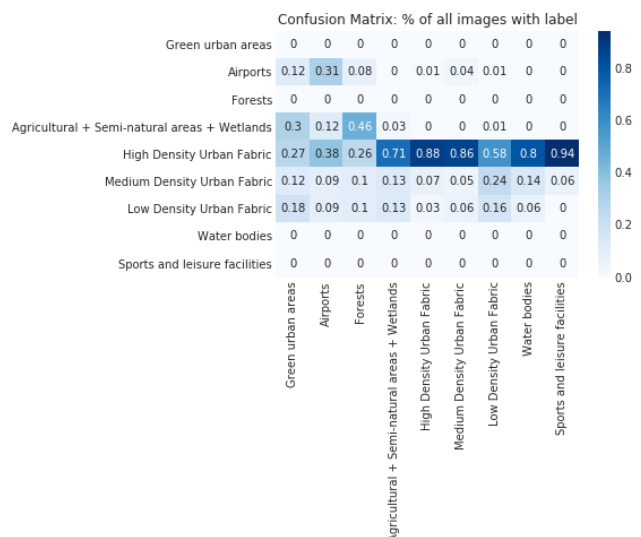 Confusion Matrix: % of all images with label
Green urban areas 0 0 0 0 0 0 0 0 0
Airports 0.12 0.31 0.08 0 0.01 0.04 0.01 0 0
Forests 0 0 0 0 0 0 0 0 0
Agricultural + Semi-natural areas + Wetlands 0.3 0.12 0.46 0.03 0 0 0.01 0 0
High Density Urban Fabric 0.27 0.38 0.26 0.71 0.88 0.86 0.58 0.8 0.94
Medium Density Urban Fabric 0.12 0.09 0.1 0.13 0.07 0.05 0.24 0.14 0.06
Low Density Urban Fabric 0.18 0.09 0.1 0.13 0.03 0.06 0.16 0.06 0
Water bodies 0 0 0 0 0 0 0 0 0
Sports and leisure facilities 0 0 0 0 0 0 0 0 0
Green urban areas
Airports
Forests
Agricultural + Semi-natural areas + Wetlands
High Density Urban Fabric
Medium Density Urban Fabric
Low Density Urban Fabric
Water bodies
Sports and leisure facilities
0.8
0.6
0.4
0.2
0.0